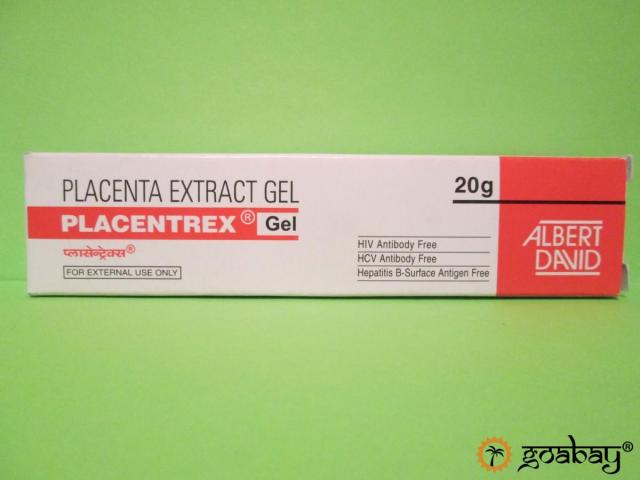 PLACENTA EXTRACT GEL
PLACENTREX® Gel
प्लासेन्ट्रेक्स®
FOR EXTERNAL USE ONLY
20g
HIV Antibody Free
HCV Antibody Free
Hepatitis B-Surface Antigen Free
ALBERT
DAVID
goabay®